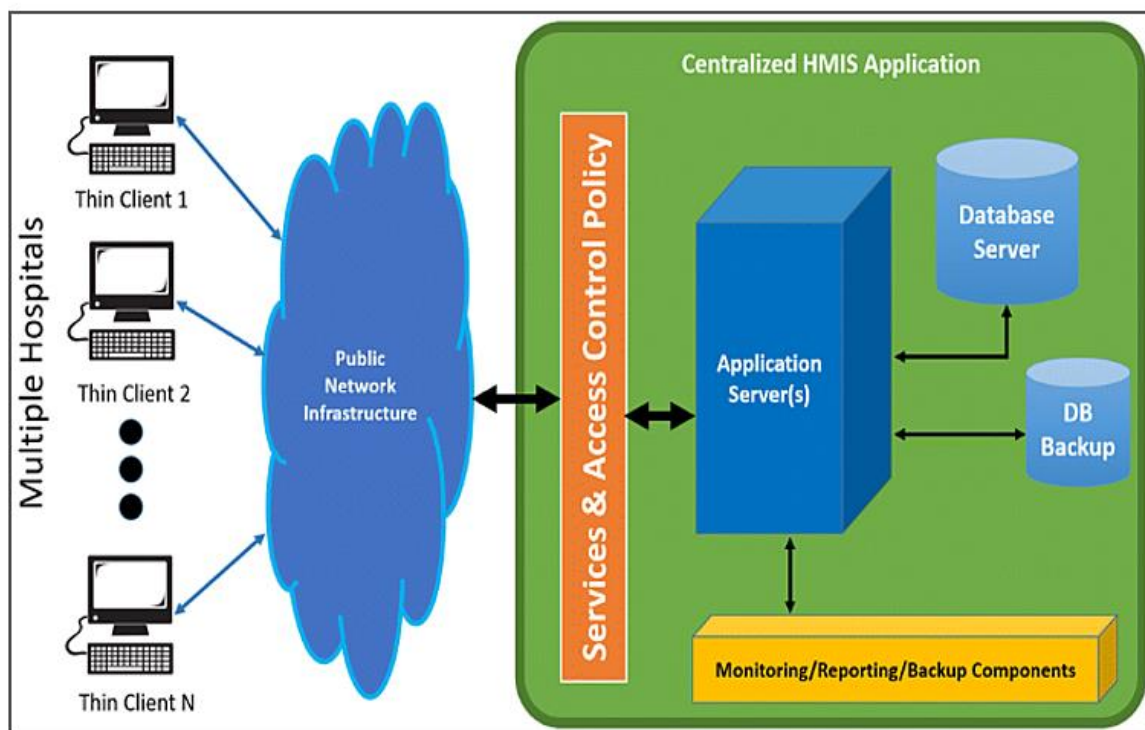 Multiple Hospitals
Thin Client 1
Thin Client 2
Thin Client N
Public
Network
Infrastructure
Centralized HMIS Application
Services & Access Control Policy
Application
Server(s)
Database
Server
DB
Backup
Monitoring/Reporting/Backup Components